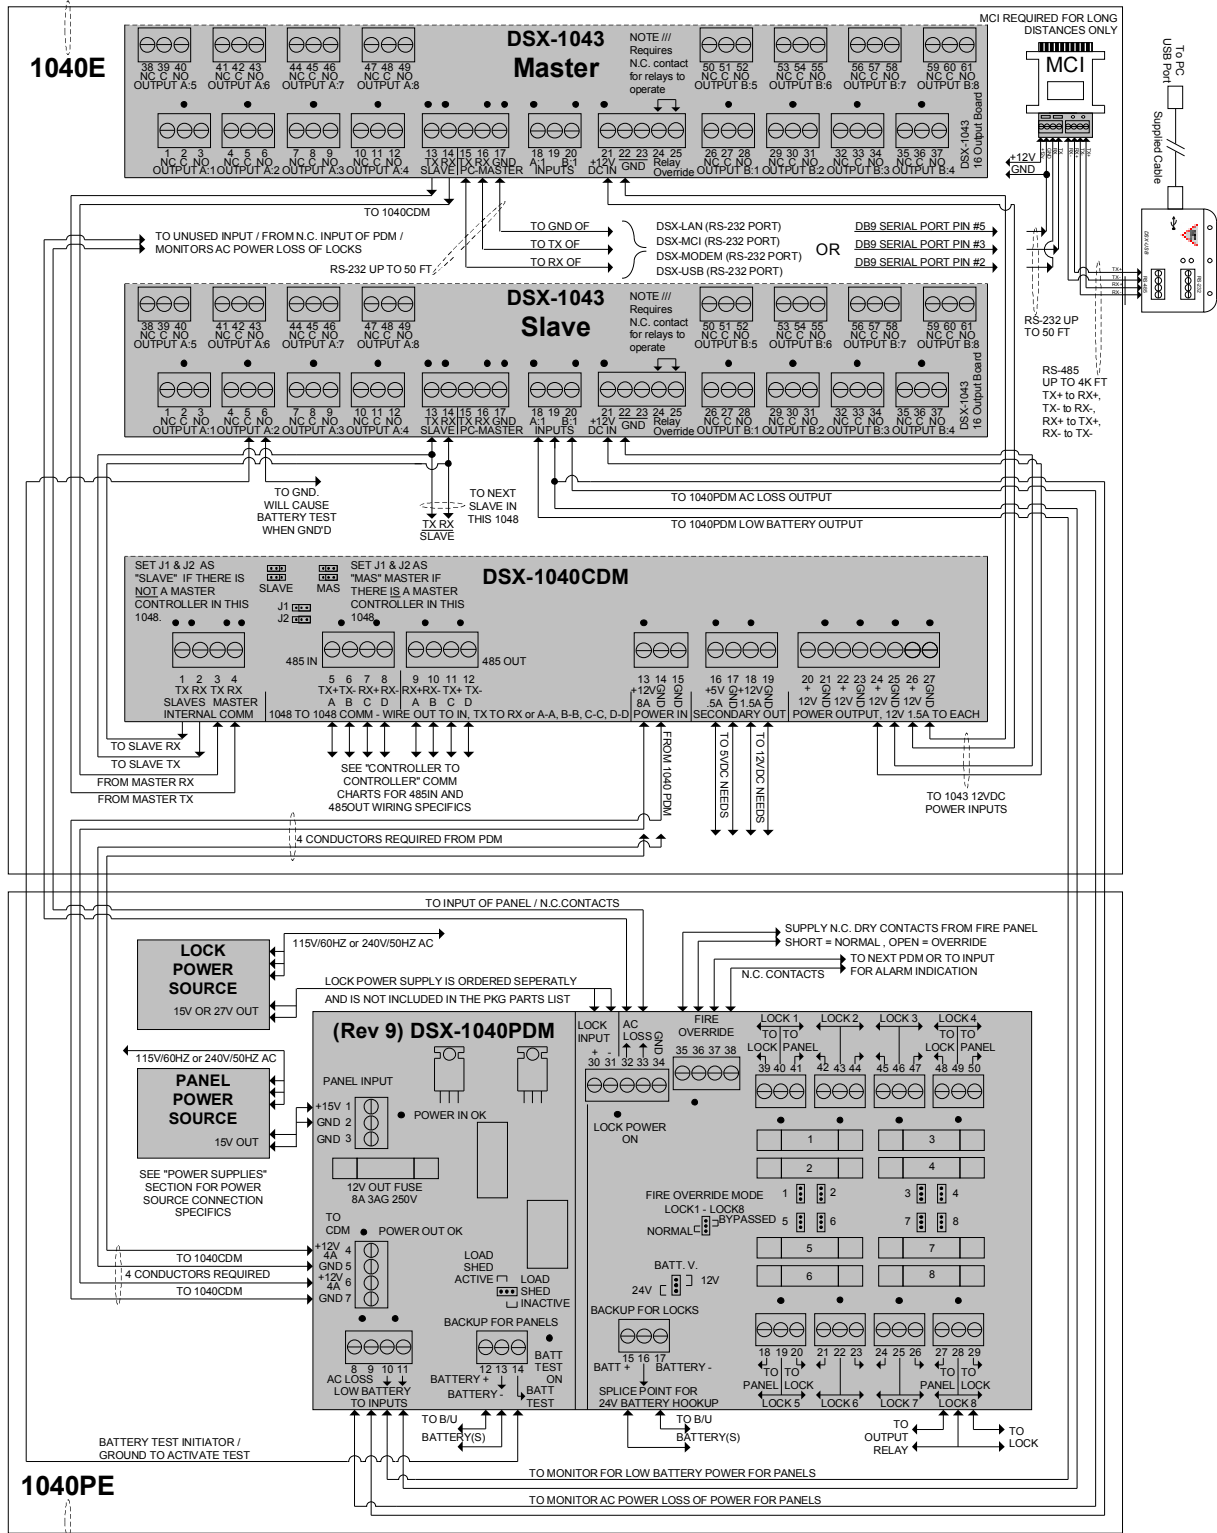 1040E
DSX-1043
Master
NOTE ///
Requires
N.C. contact
for relays to
operate
38 39 40
NC C NO
OUTPUT A:5
41 42 43
NC C NO
OUTPUT A:6
44 45 46
NC C NO
OUTPUT A:7
47 48 49
NC C NO
OUTPUT A:8
50 51 52
NC C NO
OUTPUT B:5
53 54 55
NC C NO
OUTPUT B:6
56 57 58
NC C NO
OUTPUT B:7
59 60 61
NC C NO
OUTPUT B:8
1 2 3
NC C NO
OUTPUT A:1
4 5 6
NC C NO
OUTPUT A:2
7 8 9
NC C NO
OUTPUT A:3
10 11 12
NC C NO
OUTPUT A:4
13 14 15 16 17
TX RX TX RX GND
SLAVE PC-MASTER
18 19 20
A:1 B:1
INPUTS
21 22 23 24 25
+12V GND Relay
DC IN Override
26 27 28
NC C NO
OUTPUT B:1
29 30 31
NC C NO
OUTPUT B:2
32 33 34
NC C NO
OUTPUT B:3
35 36 37
NC C NO
OUTPUT B:4
DSX-1043
16 Output Board
MCI REQUIRED FOR LONG
DISTANCES ONLY
MCI
+12V
GND
To PC
USB Port
Supplied Cable
DSX-USB
RS 485
RS 232
TX+
TX-
RX+
RX-
TO 1040CDM
TO UNUSED INPUT / FROM N.C. INPUT OF PDM /
MONITORS AC POWER LOSS OF LOCKS
RS-232 UP TO 50 FT
TO GND OF
TO TX OF
TO RX OF
DSX-LAN (RS-232 PORT)
DSX-MCI (RS-232 PORT)
DSX-MODEM (RS-232 PORT)
DSX-USB (RS-232 PORT)
OR
DB9 SERIAL PORT PIN #5
DB9 SERIAL PORT PIN #3
DB9 SERIAL PORT PIN #2
RS-232 UP
TO 50 FT
RS-485
UP TO 4K FT
TX+ to RX+,
TX- to RX-,
RX+ to TX+,
RX- to TX-
DSX-1043
Slave
NOTE ///
Requires
N.C. contact
for relays to
operate
38 39 40
NC C NO
OUTPUT A:5
41 42 43
NC C NO
OUTPUT A:6
44 45 46
NC C NO
OUTPUT A:7
47 48 49
NC C NO
OUTPUT A:8
50 51 52
NC C NO
OUTPUT B:5
53 54 55
NC C NO
OUTPUT B:6
56 57 58
NC C NO
OUTPUT B:7
59 60 61
NC C NO
OUTPUT B:8
1 2 3
NC C NO
OUTPUT A:1
4 5 6
NC C NO
OUTPUT A:2
7 8 9
NC C NO
OUTPUT A:3
10 11 12
NC C NO
OUTPUT A:4
13 14 15 16 17
TX RX TX RX GND
SLAVE PC-MASTER
18 19 20
A:1 B:1
INPUTS
21 22 23 24 25
+12V GND Relay
DC IN Override
26 27 28
NC C NO
OUTPUT B:1
29 30 31
NC C NO
OUTPUT B:2
32 33 34
NC C NO
OUTPUT B:3
35 36 37
NC C NO
OUTPUT B:4
DSX-1043
16 Output Board
TO GND.
WILL CAUSE
BATTERY TEST
WHEN GND'D
TX RX
SLAVE
TO NEXT
SLAVE IN
THIS 1048
TO 1040PDM AC LOSS OUTPUT
TO 1040PDM LOW BATTERY OUTPUT
SET J1 & J2 AS
"SLAVE" IF THERE IS
NOT A MASTER
CONTROLLER IN THIS
1048.
SLAVE
MAS
J1
J2
SET J1 & J2 AS
"MAS" MASTER IF
THERE IS A MASTER
CONTROLLER IN THIS
1048.
DSX-1040CDM
485 IN
485 OUT
1 2 3 4
TX RX TX RX
SLAVES MASTER
INTERNAL COMM
5 6 7 8 9 10 11 12
TX+ TX- RX+ RX- RX+ RX- TX+ TX-
A B C D A B C D
1048 TO 1048 COMM - WIRE OUT TO IN, TX TO RX or A-A, B-B, C-C, D-D
13 14 15
+12V GND GND
8A
POWER IN
16 17 18 19
+5V GND +12V GND
.5A 1.5A
SECONDARY OUT
20 21 22 23 24 25 26 27
+ GND + GND + GND + GND
12V 12V 12V 12V
POWER OUTPUT, 12V 1.5A TO EACH
TO SLAVE RX
TO SLAVE TX
FROM MASTER RX
FROM MASTER TX
SEE "CONTROLLER TO
CONTROLLER" COMM
CHARTS FOR 485IN AND
485OUT WIRING SPECIFICS
FROM 1040 PDM
TO 5VDC NEEDS
TO 12VDC NEEDS
TO 1043 12VDC
POWER INPUTS
4 CONDUCTORS REQUIRED FROM PDM
TO INPUT OF PANEL / N.C.CONTACTS
115V/60HZ or 240V/50HZ AC
LOCK
POWER
SOURCE
15V OR 27V OUT
LOCK POWER SUPPLY IS ORDERED SEPERATLY
AND IS NOT INCLUDED IN THE PKG PARTS LIST
SUPPLY N.C. DRY CONTACTS FROM FIRE PANEL
SHORT = NORMAL , OPEN = OVERRIDE
TO NEXT PDM OR TO INPUT
FOR ALARM INDICATION
N.C. CONTACTS
115V/60HZ or 240V/50HZ AC
PANEL
POWER
SOURCE
15V OUT
SEE "POWER SUPPLIES"
SECTION FOR POWER
SOURCE CONNECTION
SPECIFICS
(Rev 9) DSX-1040PDM
PANEL INPUT
+15V 1
GND 2
GND 3
POWER IN OK
12V OUT FUSE
8A 3AG 250V
TO
CDM
POWER OUT OK
+12V 4
4A
GND 5
+12V 6
4A
GND 7
TO 1040CDM
4 CONDUCTORS REQUIRED
TO 1040CDM
LOAD
SHED
ACTIVE
LOAD
SHED
INACTIVE
BACKUP FOR PANELS
8 9 10 11
AC LOSS
LOW BATTERY
TO INPUTS
12 13 14
BATTERY +
BATTERY -
BATT
TEST
ON
BATT
TEST
LOCK
INPUT
+ -
AC
LOSS
GND
30 31 32 33 34
FIRE
OVERRIDE
35 36 37 38
LOCK POWER
ON
LOCK 1
LOCK 2
LOCK 3
LOCK 4
TO TO
LOCK PANEL
TO TO
LOCK PANEL
39 40 41
42 43 44
45 46 47
48 49 50
1
2
3
4
FIRE OVERRIDE MODE
LOCK1 - LOCK8
NORMAL
BYPASSED
1 2
3 4
5 6
7 8
5
6
7
8
BATT. V.
24V
12V
BACKUP FOR LOCKS
15 16 17
BATT +
BATTERY -
SPLICE POINT FOR
24V BATTERY HOOKUP
18 19 20
21 22 23
24 25 26
27 28 29
TO TO
PANEL LOCK
TO TO
PANEL LOCK
LOCK 5
LOCK 6
LOCK 7
LOCK 8
TO B/U
BATTERY(S)
TO B/U
BATTERY(S)
TO
OUTPUT
RELAY
TO
LOCK
BATTERY TEST INITIATOR /
GROUND TO ACTIVATE TEST
TO MONITOR FOR LOW BATTERY POWER FOR PANELS
TO MONITOR AC POWER LOSS OF POWER FOR PANELS
1040PE